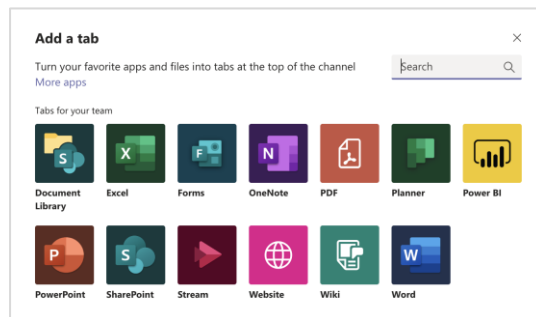 Add a tab
Turn your favorite apps and files into tabs at the top of the channel
Search
More apps
Tabs for your team
S X F N
Document Library Excel Forms OneNote PDF Planner Power BI
P S W
PowerPoint SharePoint Stream Website Wiki Word